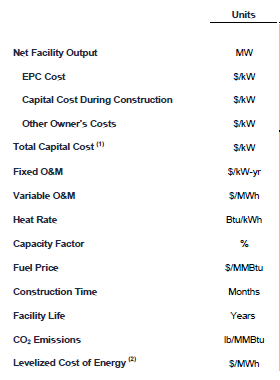 Units
Net Facility Output MW
EPC Cost $/kW
Capital Cost During Construction $/kW
Other Owner's Costs $/kW
Total Capital Cost (1) $/kW
Fixed O&M $/kW-yr
Variable O&M $/MWh
Heat Rate Btu/kWh
Capacity Factor %
Fuel Price $/MMBtu
Construction Time Months
Facility Life Years
CO₂ Emissions lb/MMBtu
Levelized Cost of Energy (2) $/MWh